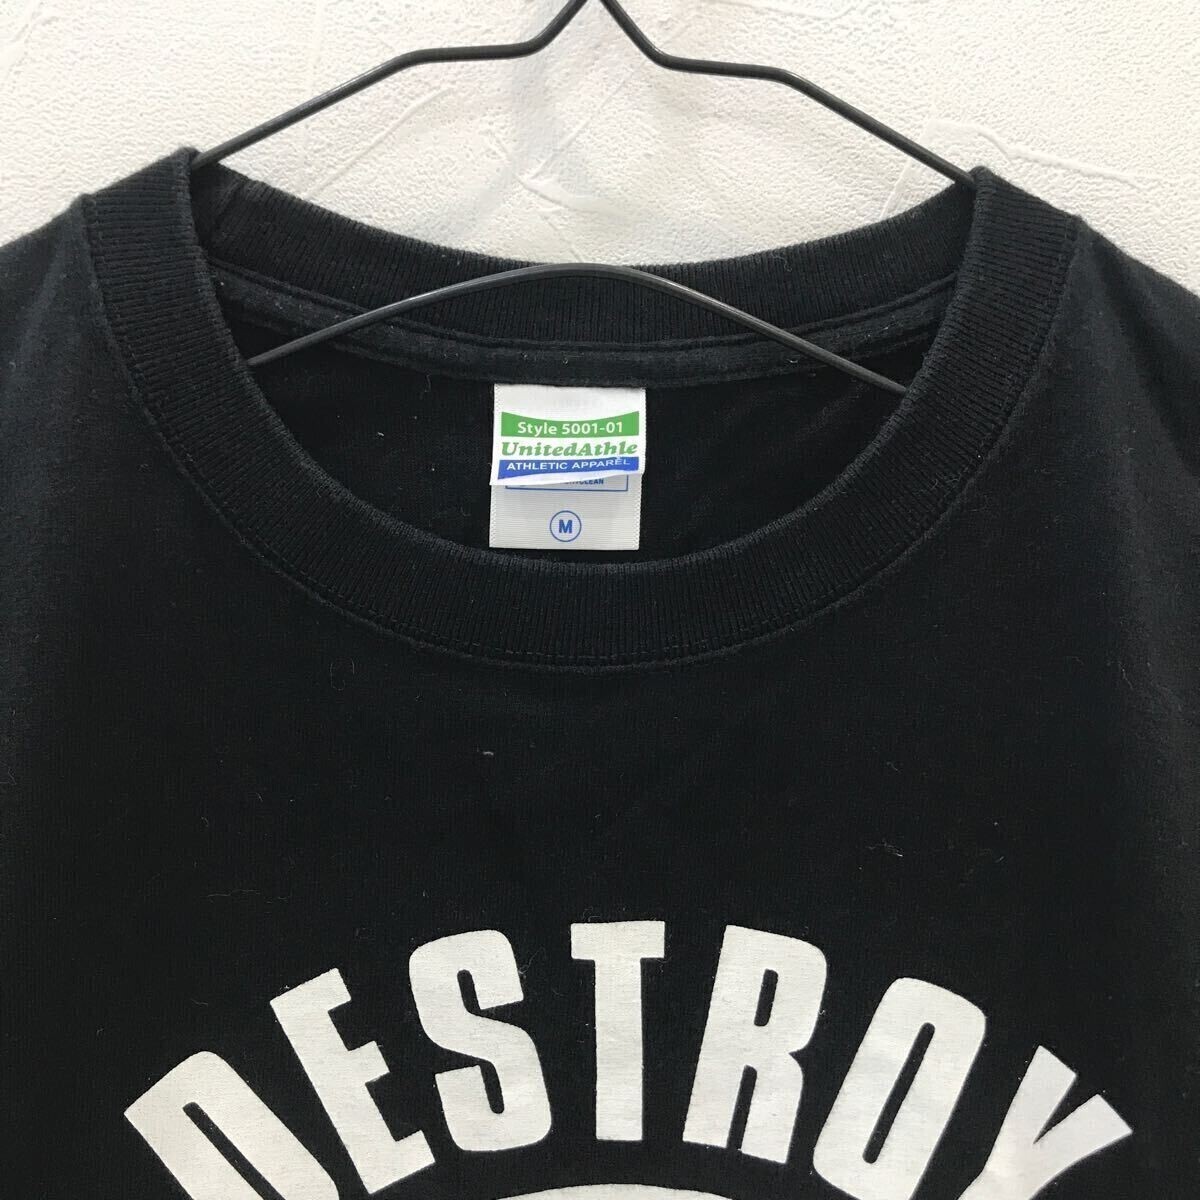 Style 5001-01
UnitedAthle
ATHLETIC APPAREL
M
DESTROY